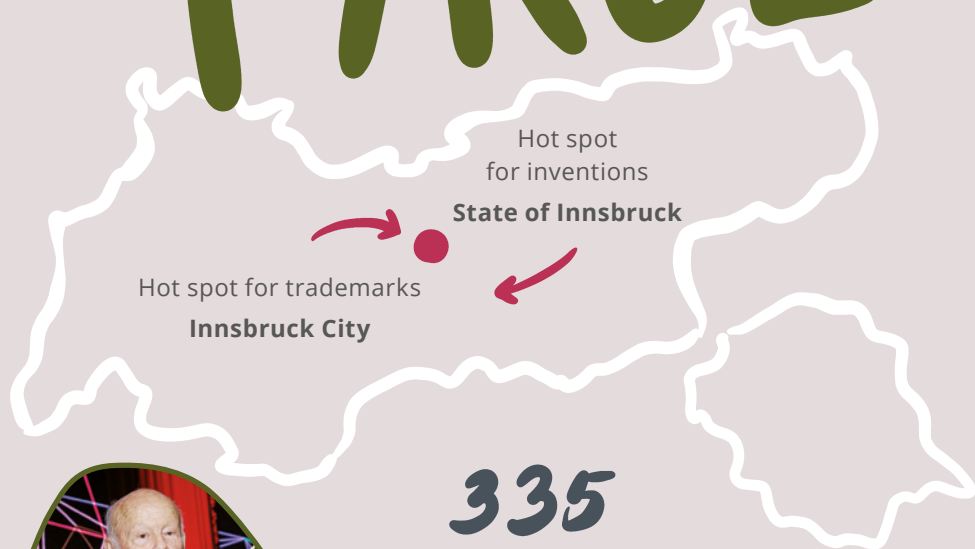 Hot spot
for inventions
State of Innsbruck
Hot spot for trademarks
Innsbruck City
335